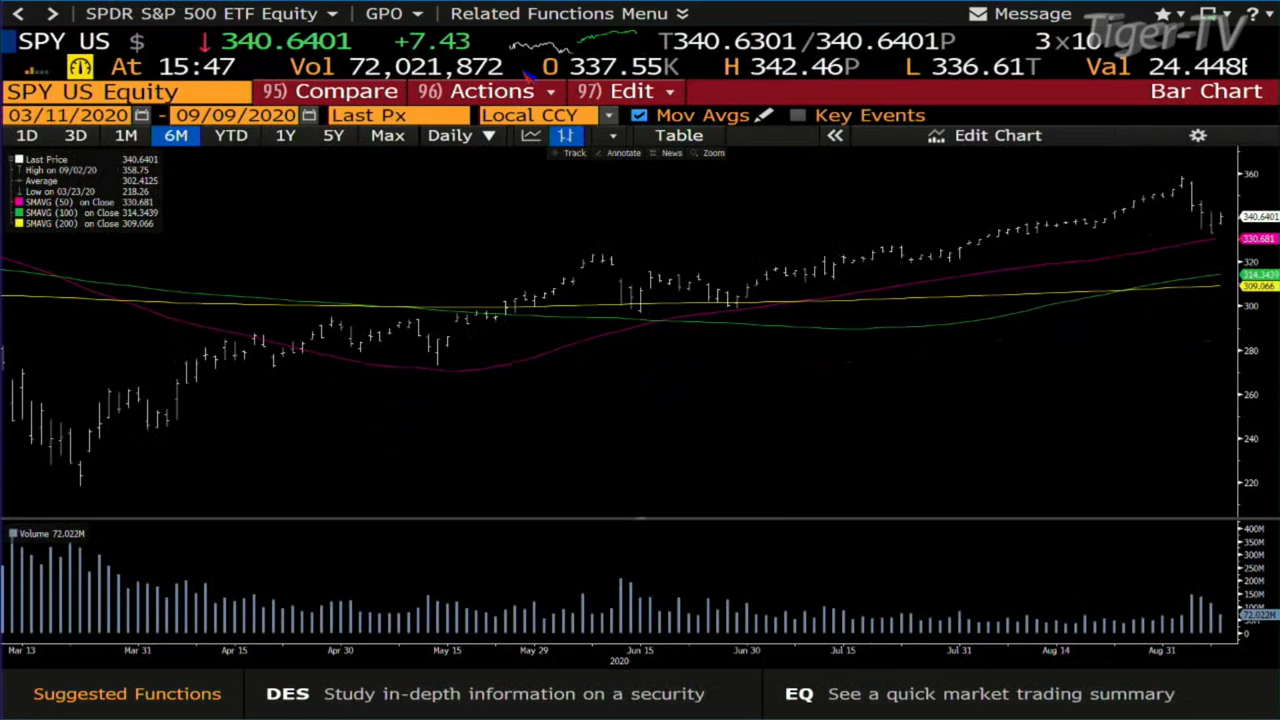 SPDR S&P 500 ETF Equity GPO Related Functions Menu Message ?
SPY US $ 340.6401 +7.43 T340.6301/340.6401P 3x10
Tiger-TV
At 15:47 Vol 72,021,872 O 337.55K H 342.46P L 336.61T Val 24.448B
SPY US Equity 95) Compare 96) Actions 97) Edit Bar Chart
03/11/2020 - 09/09/2020 Last Px Local CCY Mov Avgs Key Events
1D 3D 1M 6M YTD 1Y 5Y Max Daily Table Edit Chart
Track Annotate News Zoom
Last Price 340.6401
High on 09/02/20 358.75
Average 302.4125
Low on 03/23/20 218.26
SMAVG (50) on Close 330.681
SMAVG (100) on Close 314.3439
SMAVG (200) on Close 309.066
360
340.6401
330.681
320
314.3439
309.066
300
280
260
240
220
Volume 72.022M
400M
350M
300M
250M
200M
150M
100M
72.022M
0
Mar 13 Mar 31 Apr 15 Apr 30 May 15 May 29 Jun 15 Jun 30 Jul 15 Jul 31 Aug 14 Aug 31
2020
Suggested Functions DES Study in-depth information on a security EQ See a quick market trading summary